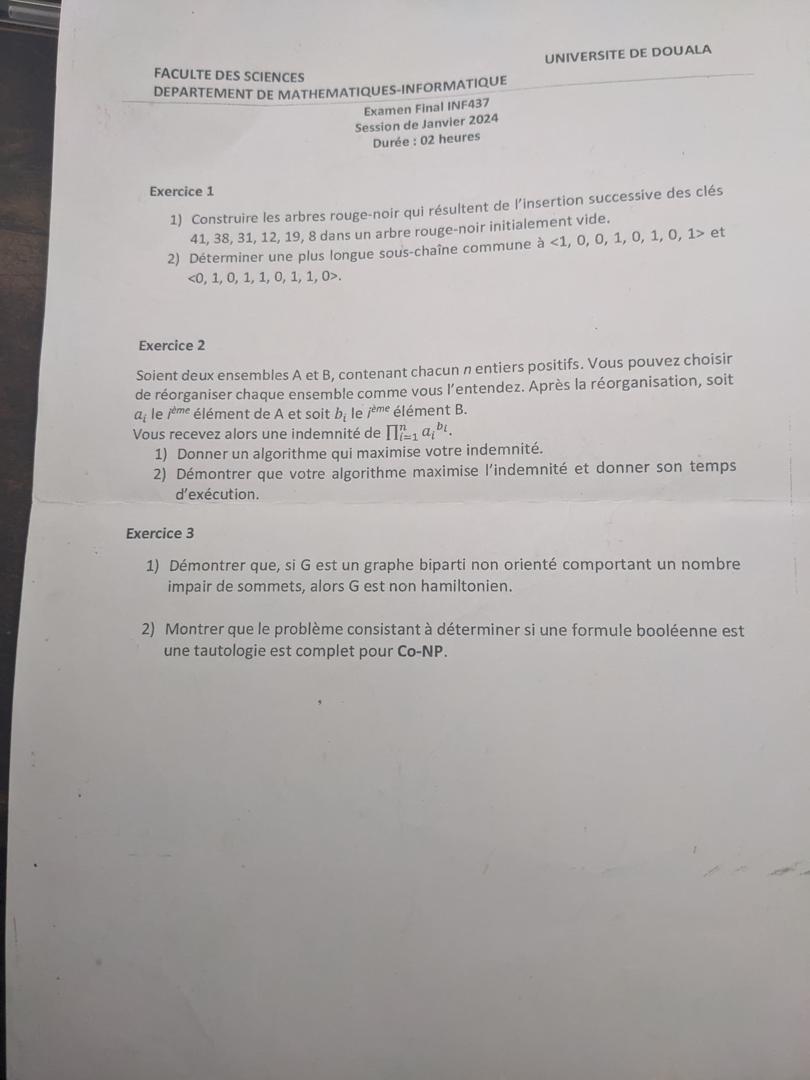 UNIVERSITE DE DOUALA
FACULTE DES SCIENCES
DEPARTEMENT DE MATHEMATIQUES-INFORMATIQUE
Examen Final INF437
Session de Janvier 2024
Durée : 02 heures
Exercice 1
1) Construire les arbres rouge-noir qui résultent de l'insertion successive des clés
41, 38, 31, 12, 19, 8 dans un arbre rouge-noir initialement vide.
2) Déterminer une plus longue sous-chaîne commune à <1, 0, 0, 1, 0, 1, 0, 1> et
<0, 1, 0, 1, 1, 0, 1, 1, 0>.
Exercice 2
Soient deux ensembles A et B, contenant chacun n entiers positifs. Vous pouvez choisir
de réorganiser chaque ensemble comme vous l'entendez. Après la réorganisation, soit
a_i le i^ème élément de A et soit b_i le i^ème élément B.
Vous recevez alors une indemnité de ∏_{i=1}^{n} a_i^{b_i}.
1) Donner un algorithme qui maximise votre indemnité.
2) Démontrer que votre algorithme maximise l'indemnité et donner son temps
d'exécution.
Exercice 3
1) Démontrer que, si G est un graphe biparti non orienté comportant un nombre
impair de sommets, alors G est non hamiltonien.
2) Montrer que le problème consistant à déterminer si une formule booléenne est
une tautologie est complet pour Co-NP.